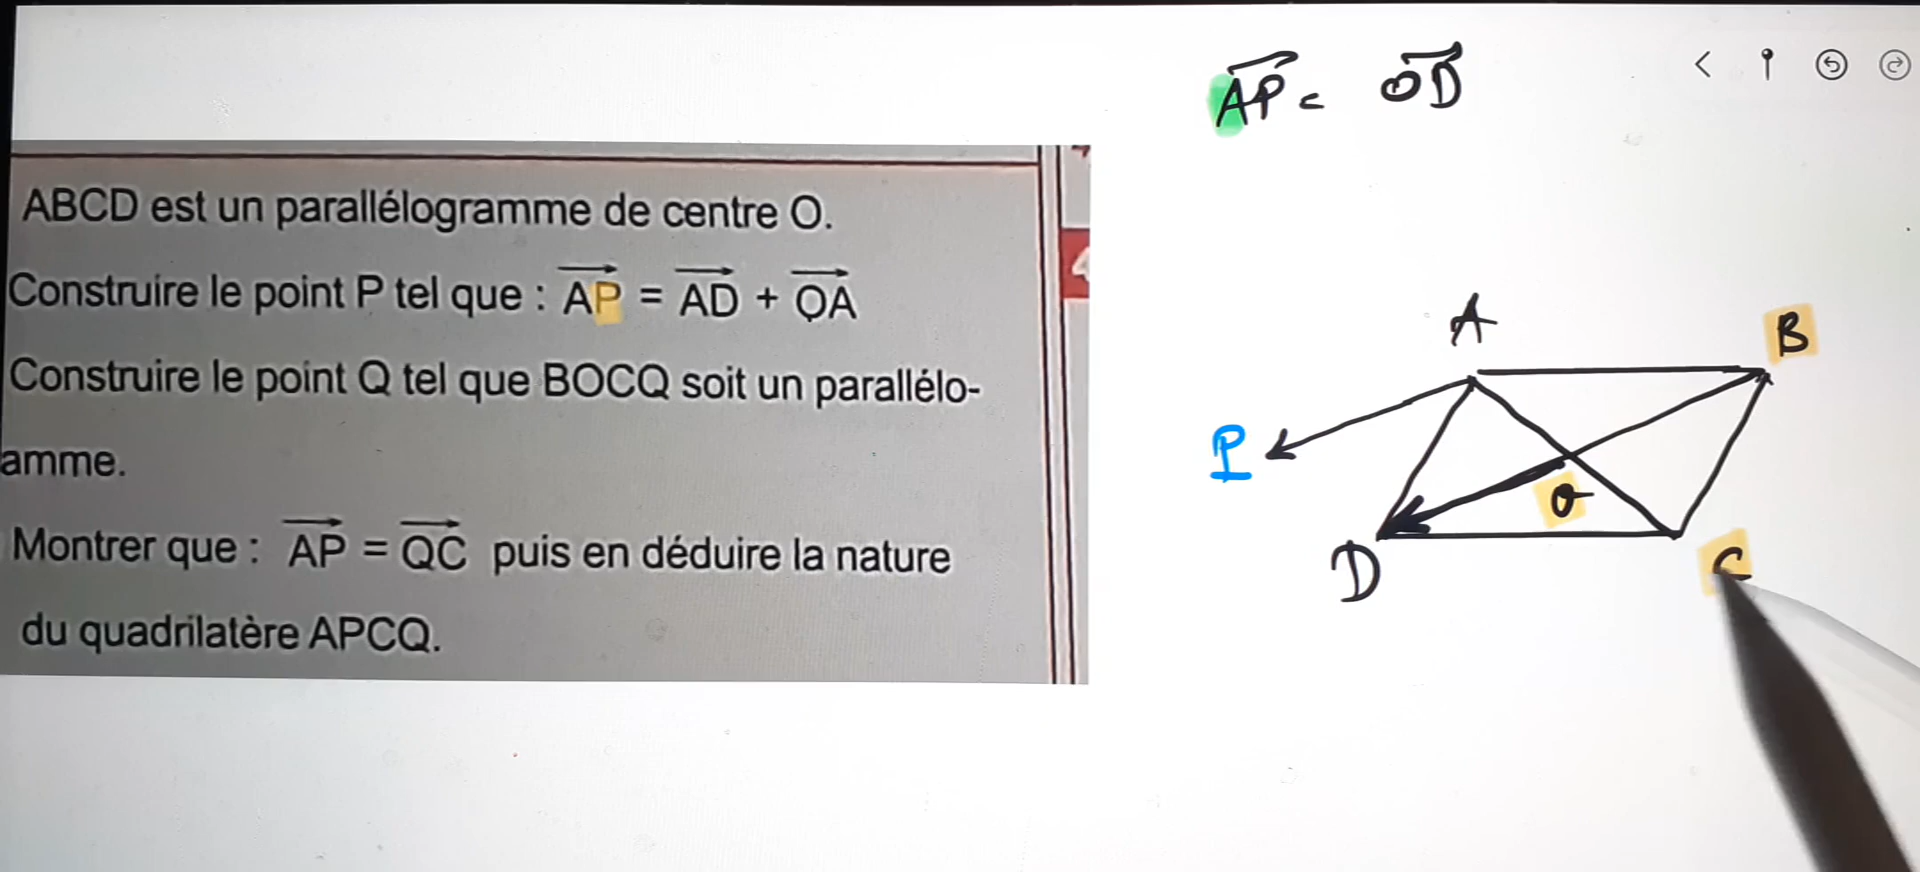 AP = OD
ABCD est un parallélogramme de centre O.
Construire le point P tel que : AP = AD + OA
Construire le point Q tel que BOCQ soit un parallélo-
amme.
Montrer que : AP = QC puis en déduire la nature
du quadrilatère APCQ.
A
B
P
O
D
C